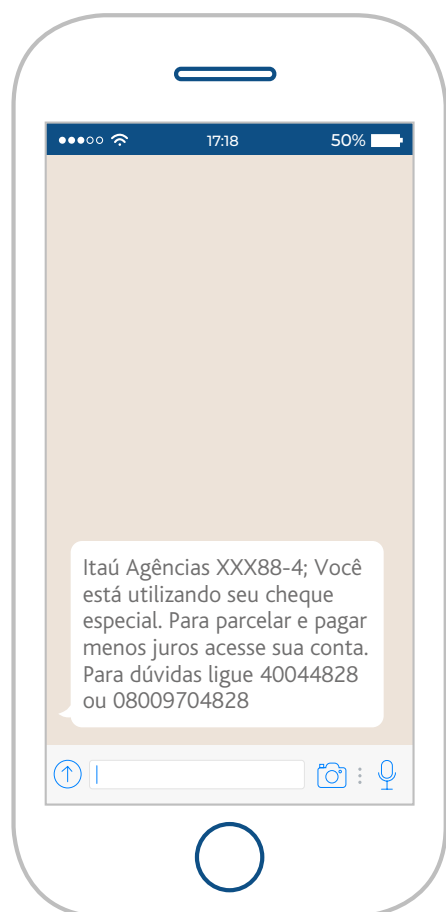 17:18
50%
Itaú Agências XXX88-4; Você
está utilizando seu cheque
especial. Para parcelar e pagar
menos juros acesse sua conta.
Para dúvidas ligue 40044828
ou 08009704828